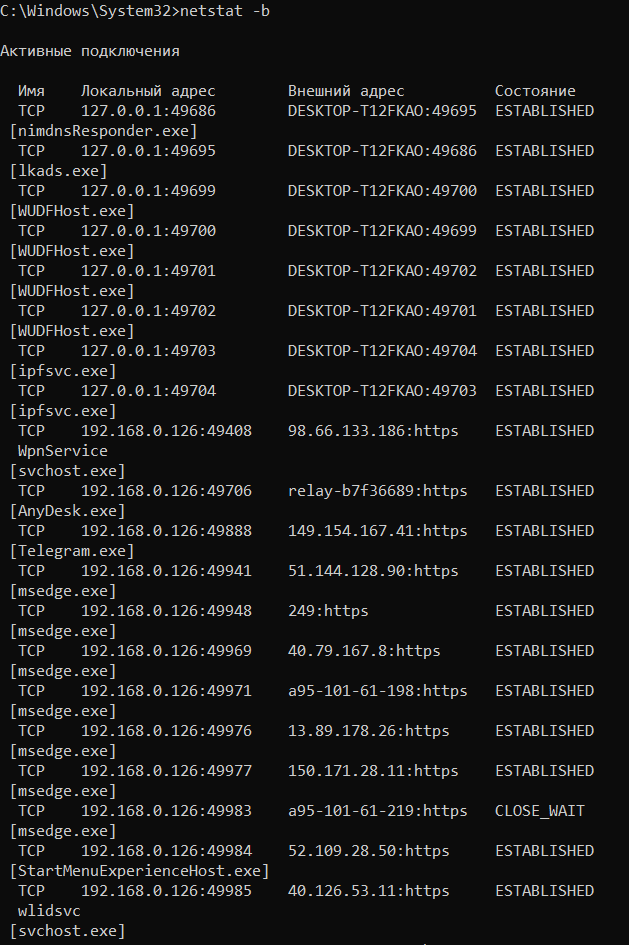 C:\Windows\System32>netstat -b
Активные подключения
Имя Локальный адрес Внешний адрес Состояние
TCP 127.0.0.1:49686 DESKTOP-T12FKAO:49695 ESTABLISHED
[nimdnsResponder.exe]
TCP 127.0.0.1:49695 DESKTOP-T12FKAO:49686 ESTABLISHED
[lkads.exe]
TCP 127.0.0.1:49699 DESKTOP-T12FKAO:49700 ESTABLISHED
[WUDFHost.exe]
TCP 127.0.0.1:49700 DESKTOP-T12FKAO:49699 ESTABLISHED
[WUDFHost.exe]
TCP 127.0.0.1:49701 DESKTOP-T12FKAO:49702 ESTABLISHED
[WUDFHost.exe]
TCP 127.0.0.1:49702 DESKTOP-T12FKAO:49701 ESTABLISHED
[WUDFHost.exe]
TCP 127.0.0.1:49703 DESKTOP-T12FKAO:49704 ESTABLISHED
[ipfsvc.exe]
TCP 127.0.0.1:49704 DESKTOP-T12FKAO:49703 ESTABLISHED
[ipfsvc.exe]
TCP 192.168.0.126:49408 98.66.133.186:https ESTABLISHED
WpnService
[svchost.exe]
TCP 192.168.0.126:49706 relay-b7f36689:https ESTABLISHED
[AnyDesk.exe]
TCP 192.168.0.126:49888 149.154.167.41:https ESTABLISHED
[Telegram.exe]
TCP 192.168.0.126:49941 51.144.128.90:https ESTABLISHED
[msedge.exe]
TCP 192.168.0.126:49948 249:https ESTABLISHED
[msedge.exe]
TCP 192.168.0.126:49969 40.79.167.8:https ESTABLISHED
[msedge.exe]
TCP 192.168.0.126:49971 a95-101-61-198:https ESTABLISHED
[msedge.exe]
TCP 192.168.0.126:49976 13.89.178.26:https ESTABLISHED
[msedge.exe]
TCP 192.168.0.126:49977 150.171.28.11:https ESTABLISHED
[msedge.exe]
TCP 192.168.0.126:49983 a95-101-61-219:https CLOSE_WAIT
[msedge.exe]
TCP 192.168.0.126:49984 52.109.28.50:https ESTABLISHED
[StartMenuExperienceHost.exe]
TCP 192.168.0.126:49985 40.126.53.11:https ESTABLISHED
wlidsvc
[svchost.exe]